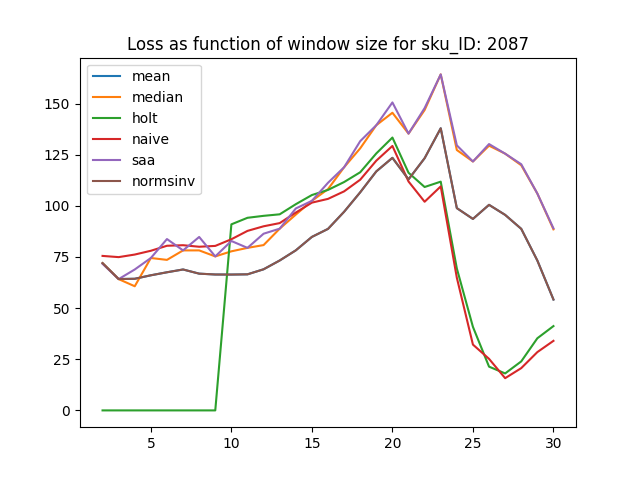 Loss as function of window size for sku_ID: 2087
mean
median
holt
naive
saa
normsinv
150
125
100
75
50
25
0
5 10 15 20 25 30